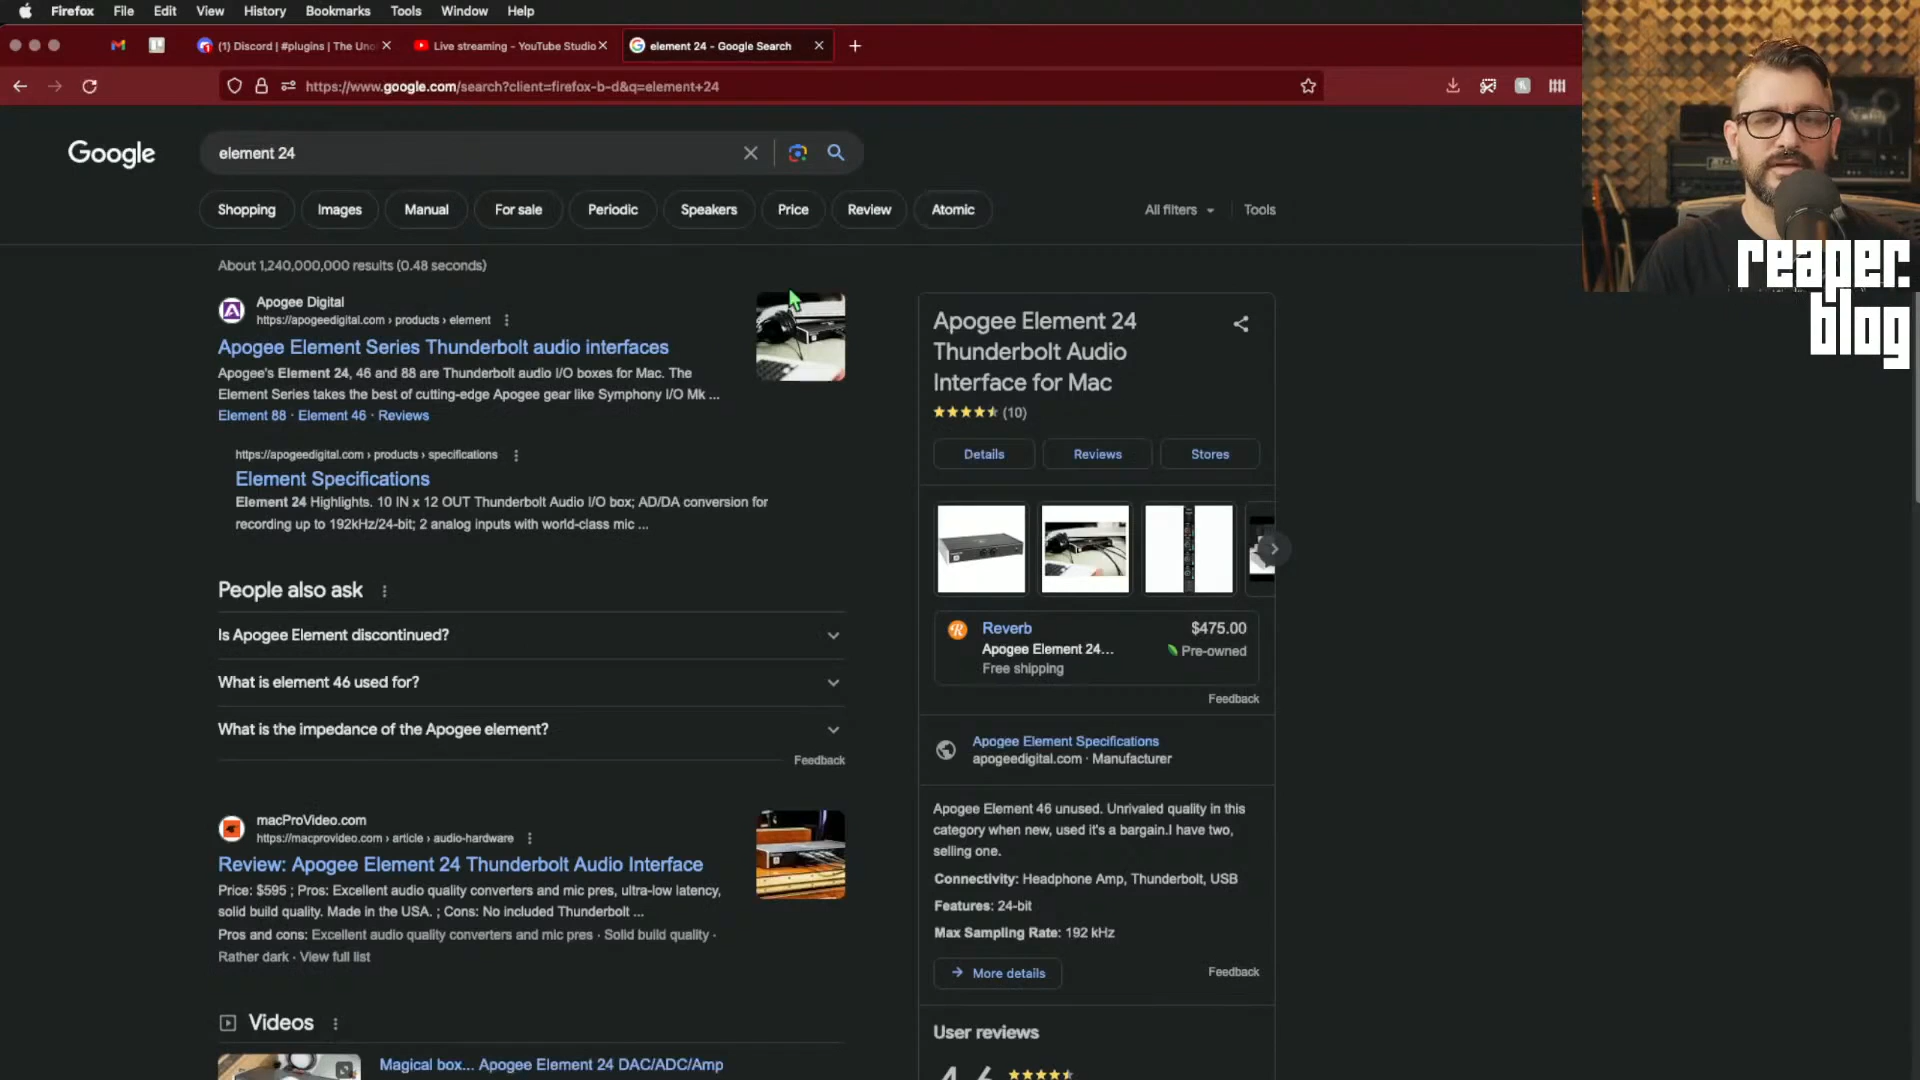 Firefox File Edit View History Bookmarks Tools Window Help
(1) Discord | #plugins | The Uno
Live streaming - YouTube Studio
element 24 - Google Search
https://www.google.com/search?client=firefox-b-d&q=element+24
reaper.
blog
Google
element 24
Shopping Images Manual For sale Periodic Speakers Price Review Atomic
All filters Tools
About 1,240,000,000 results (0.48 seconds)
Apogee Digital
https://apogeedigital.com › products › element
Apogee Element Series Thunderbolt audio interfaces
Apogee's Element 24, 46 and 88 are Thunderbolt audio I/O boxes for Mac. The
Element Series takes the best of cutting-edge Apogee gear like Symphony I/O Mk ...
Element 88 · Element 46 · Reviews
https://apogeedigital.com › products › specifications
Element Specifications
Element 24 Highlights. 10 IN x 12 OUT Thunderbolt Audio I/O box; AD/DA conversion for
recording up to 192kHz/24-bit; 2 analog inputs with world-class mic ...
People also ask
Is Apogee Element discontinued?
What is element 46 used for?
What is the impedance of the Apogee element?
Feedback
macProVideo.com
https://macprovideo.com › article › audio-hardware
Review: Apogee Element 24 Thunderbolt Audio Interface
Price: $595 ; Pros: Excellent audio quality converters and mic pres, ultra-low latency,
solid build quality. Made in the USA. ; Cons: No included Thunderbolt ...
Pros and cons: Excellent audio quality converters and mic pres · Solid build quality ·
Rather dark · View full list
Videos
Magical box... Apogee Element 24 DAC/ADC/Amp
Apogee Element 24
Thunderbolt Audio
Interface for Mac
(10)
Details Reviews Stores
Reverb $475.00
Apogee Element 24... Pre-owned
Free shipping
Feedback
Apogee Element Specifications
apogeedigital.com · Manufacturer
Apogee Element 46 unused. Unrivaled quality in this
category when new, used it's a bargain.I have two,
selling one.
Connectivity: Headphone Amp, Thunderbolt, USB
Features: 24-bit
Max Sampling Rate: 192 kHz
More details
Feedback
User reviews
4.6